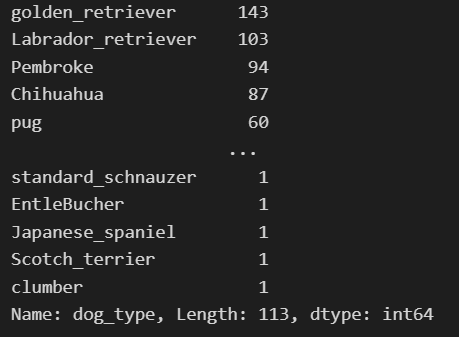 golden_retriever 143
Labrador_retriever 103
Pembroke 94
Chihuahua 87
pug 60
...
standard_schnauzer 1
EntleBucher 1
Japanese_spaniel 1
Scotch_terrier 1
clumber 1
Name: dog_type, Length: 113, dtype: int64